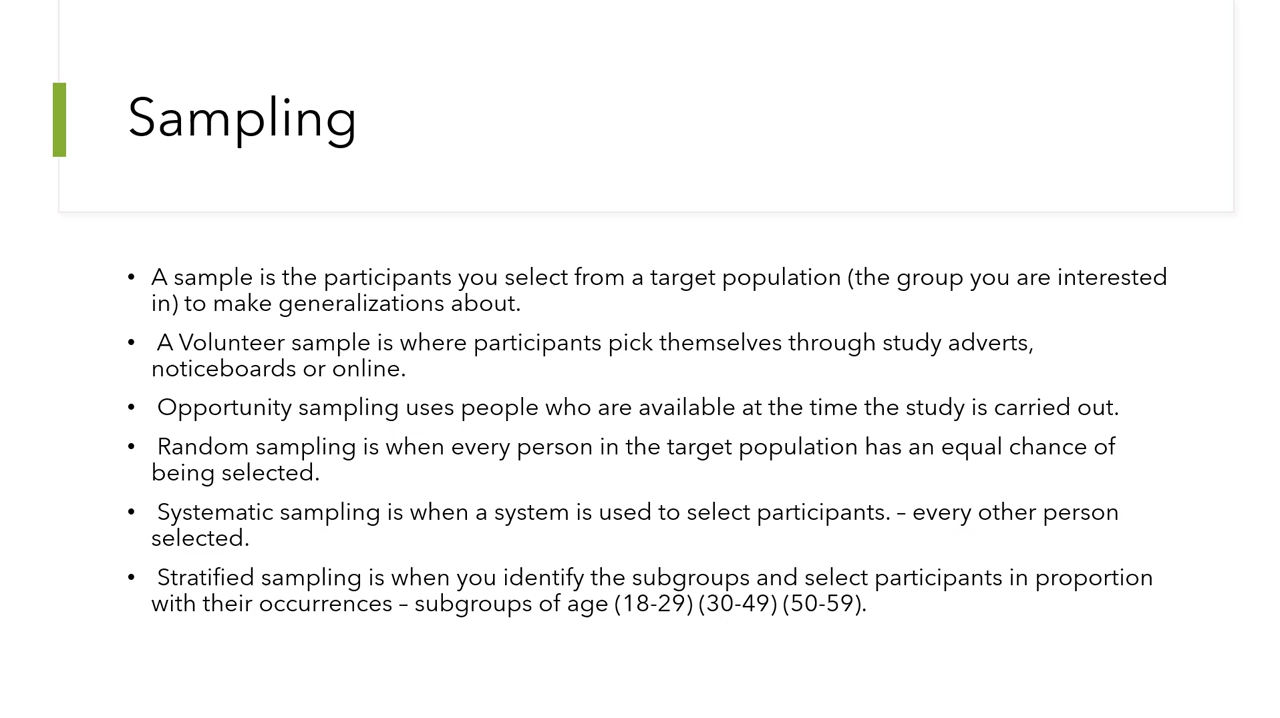 Sampling
• A sample is the participants you select from a target population (the group you are interested
in) to make generalizations about.
• A Volunteer sample is where participants pick themselves through study adverts,
noticeboards or online.
• Opportunity sampling uses people who are available at the time the study is carried out.
• Random sampling is when every person in the target population has an equal chance of
being selected.
• Systematic sampling is when a system is used to select participants. – every other person
selected.
• Stratified sampling is when you identify the subgroups and select participants in proportion
with their occurrences – subgroups of age (18-29) (30-49) (50-59).